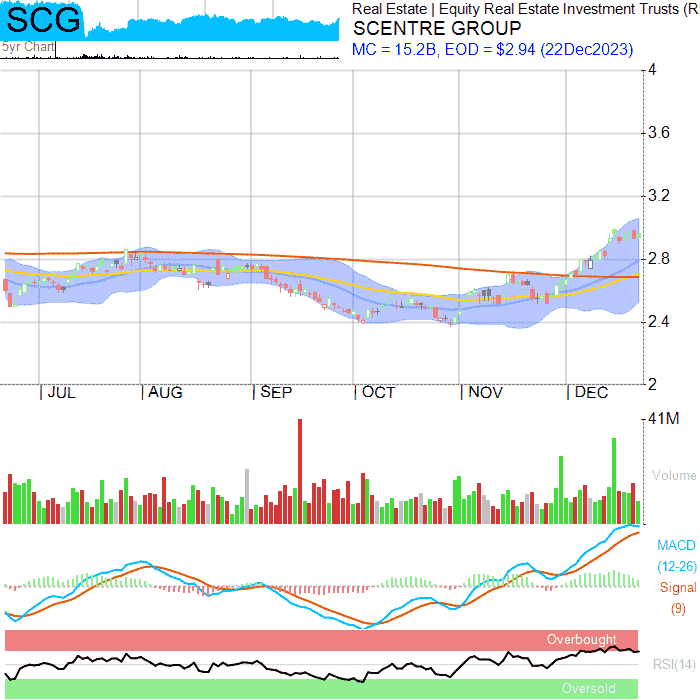 SCG
5yr Chart
Real Estate | Equity Real Estate Investment Trusts (R
SCENTRE GROUP
MC = 15.2B, EOD = $2.94 (22Dec2023)
4
3.6
3.2
2.8
2.4
2
JUL AUG SEP OCT NOV DEC
41M
Volume
MACD
(12-26)
Signal
(9)
Overbought
RSI(14)
Oversold